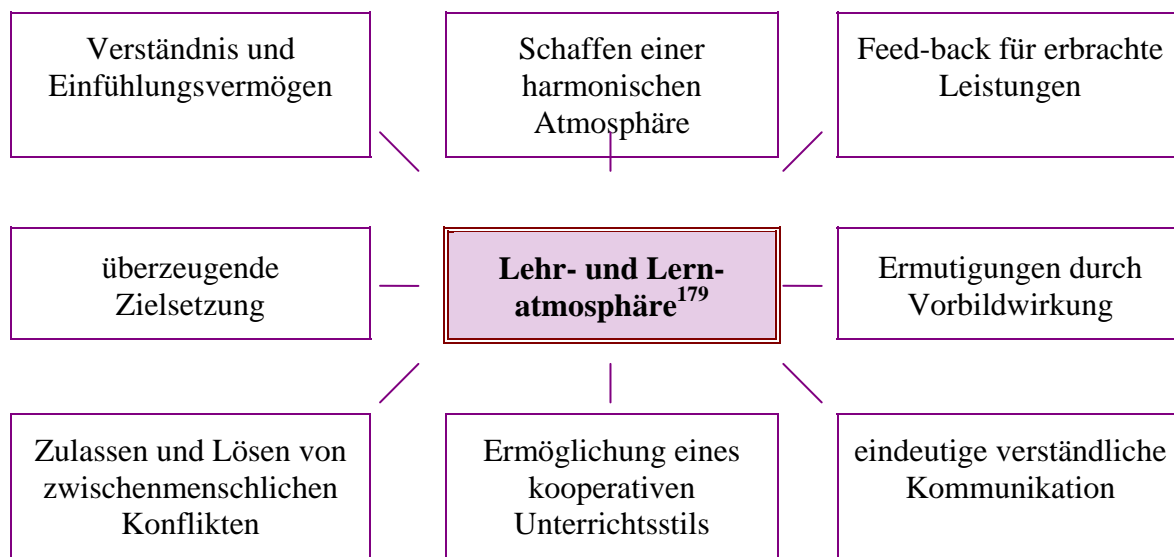 Verständnis und
Einfühlungsvermögen
Schaffen einer
harmonischen
Atmosphäre
Feed-back für erbrachte
Leistungen
überzeugende
Zielsetzung
Lehr- und Lern-
atmosphäre179
Ermutigungen durch
Vorbildwirkung
Zulassen und Lösen von
zwischenmenschlichen
Konflikten
Ermöglichung eines
kooperativen
Unterrichtsstils
eindeutige verständliche
Kommunikation